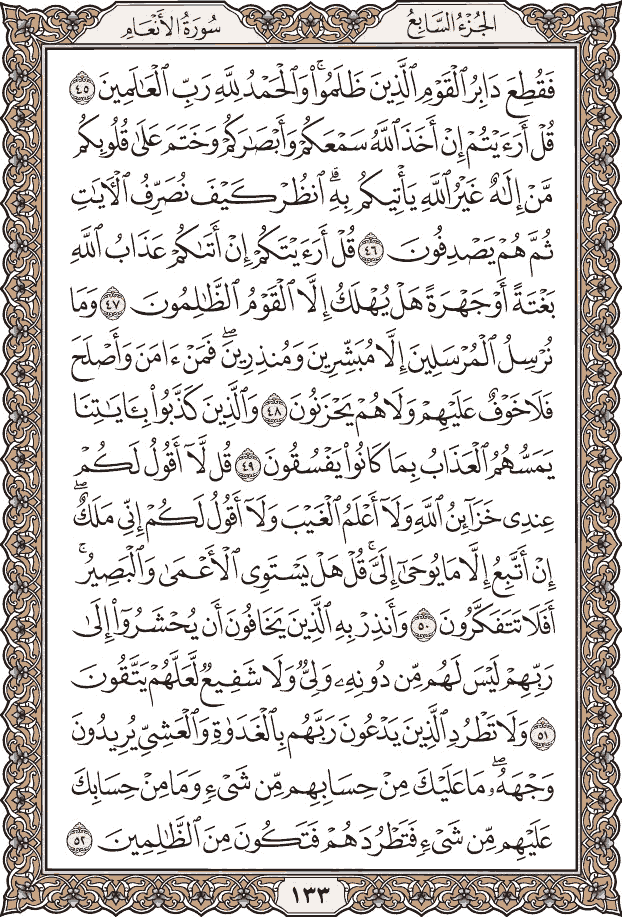 الجُزْءُ السَّابِعُ
سُورَةُ الأَنْعَامِ
فَقُطِعَ دَابِرُ ٱلْقَوْمِ ٱلَّذِينَ ظَلَمُوا۟ ۚ وَٱلْحَمْدُ لِلَّهِ رَبِّ ٱلْعَٰلَمِينَ ٤٥
قُلْ أَرَءَيْتُمْ إِنْ أَخَذَ ٱللَّهُ سَمْعَكُمْ وَأَبْصَٰرَكُمْ وَخَتَمَ عَلَىٰ قُلُوبِكُم
مَّنْ إِلَٰهٌ غَيْرُ ٱللَّهِ يَأْتِيكُم بِهِ ۗ ٱنظُرْ كَيْفَ نُصَرِّفُ ٱلْءَايَٰتِ
ثُمَّ هُمْ يَصْدِفُونَ ٤٦ قُلْ أَرَءَيْتَكُمْ إِنْ أَتَىٰكُمْ عَذَابُ ٱللَّهِ
بَغْتَةً أَوْ جَهْرَةً هَلْ يُهْلَكُ إِلَّا ٱلْقَوْمُ ٱلظَّٰلِمُونَ ٤٧ وَمَا
نُرْسِلُ ٱلْمُرْسَلِينَ إِلَّا مُبَشِّرِينَ وَمُنذِرِينَ ۖ فَمَنْ ءَامَنَ وَأَصْلَحَ
فَلَا خَوْفٌ عَلَيْهِمْ وَلَا هُمْ يَحْزَنُونَ ٤٨ وَٱلَّذِينَ كَذَّبُوا۟ بِـَٔايَٰتِنَا
يَمَسُّهُمُ ٱلْعَذَابُ بِمَا كَانُوا۟ يَفْسُقُونَ ٤٩ قُل لَّآ أَقُولُ لَكُمْ
عِندِى خَزَآئِنُ ٱللَّهِ وَلَآ أَعْلَمُ ٱلْغَيْبَ وَلَآ أَقُولُ لَكُمْ إِنِّى مَلَكٌ ۖ
إِنْ أَتَّبِعُ إِلَّا مَا يُوحَىٰٓ إِلَىَّ ۚ قُلْ هَلْ يَسْتَوِى ٱلْأَعْمَىٰ وَٱلْبَصِيرُ ۚ
أَفَلَا تَتَفَكَّرُونَ ٥٠ وَأَنذِرْ بِهِ ٱلَّذِينَ يَخَافُونَ أَن يُحْشَرُوٓا۟ إِلَىٰ
رَبِّهِمْ ۙ لَيْسَ لَهُم مِّن دُونِهِۦ وَلِىٌّ وَلَا شَفِيعٌ لَّعَلَّهُمْ يَتَّقُونَ
٥١ وَلَا تَطْرُدِ ٱلَّذِينَ يَدْعُونَ رَبَّهُم بِٱلْغَدَوٰةِ وَٱلْعَشِىِّ يُرِيدُونَ
وَجْهَهُۥ ۖ مَا عَلَيْكَ مِنْ حِسَابِهِم مِّن شَىْءٍ وَمَا مِنْ حِسَابِكَ
عَلَيْهِم مِّن شَىْءٍ فَتَطْرُدَهُمْ فَتَكُونَ مِنَ ٱلظَّٰلِمِينَ ٥٢
١٣٣